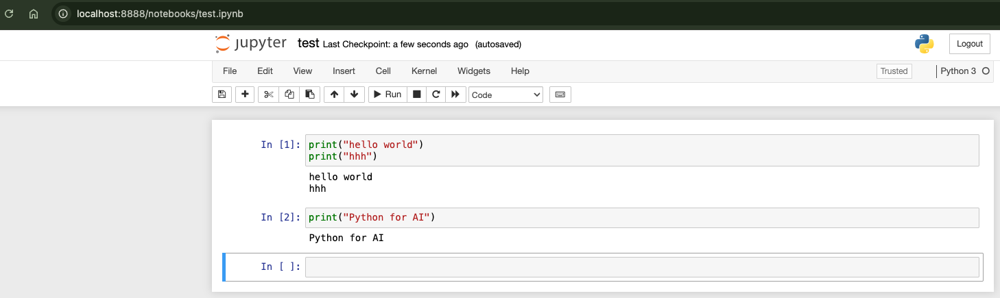 localhost:8888/notebooks/test.ipynb
jupyter test Last Checkpoint: a few seconds ago (autosaved) Logout
File Edit View Insert Cell Kernel Widgets Help Trusted Python 3
Run Code
In [1]: print("hello world")
print("hhh")
hello world
hhh
In [2]: print("Python for AI")
Python for AI
In [ ]: